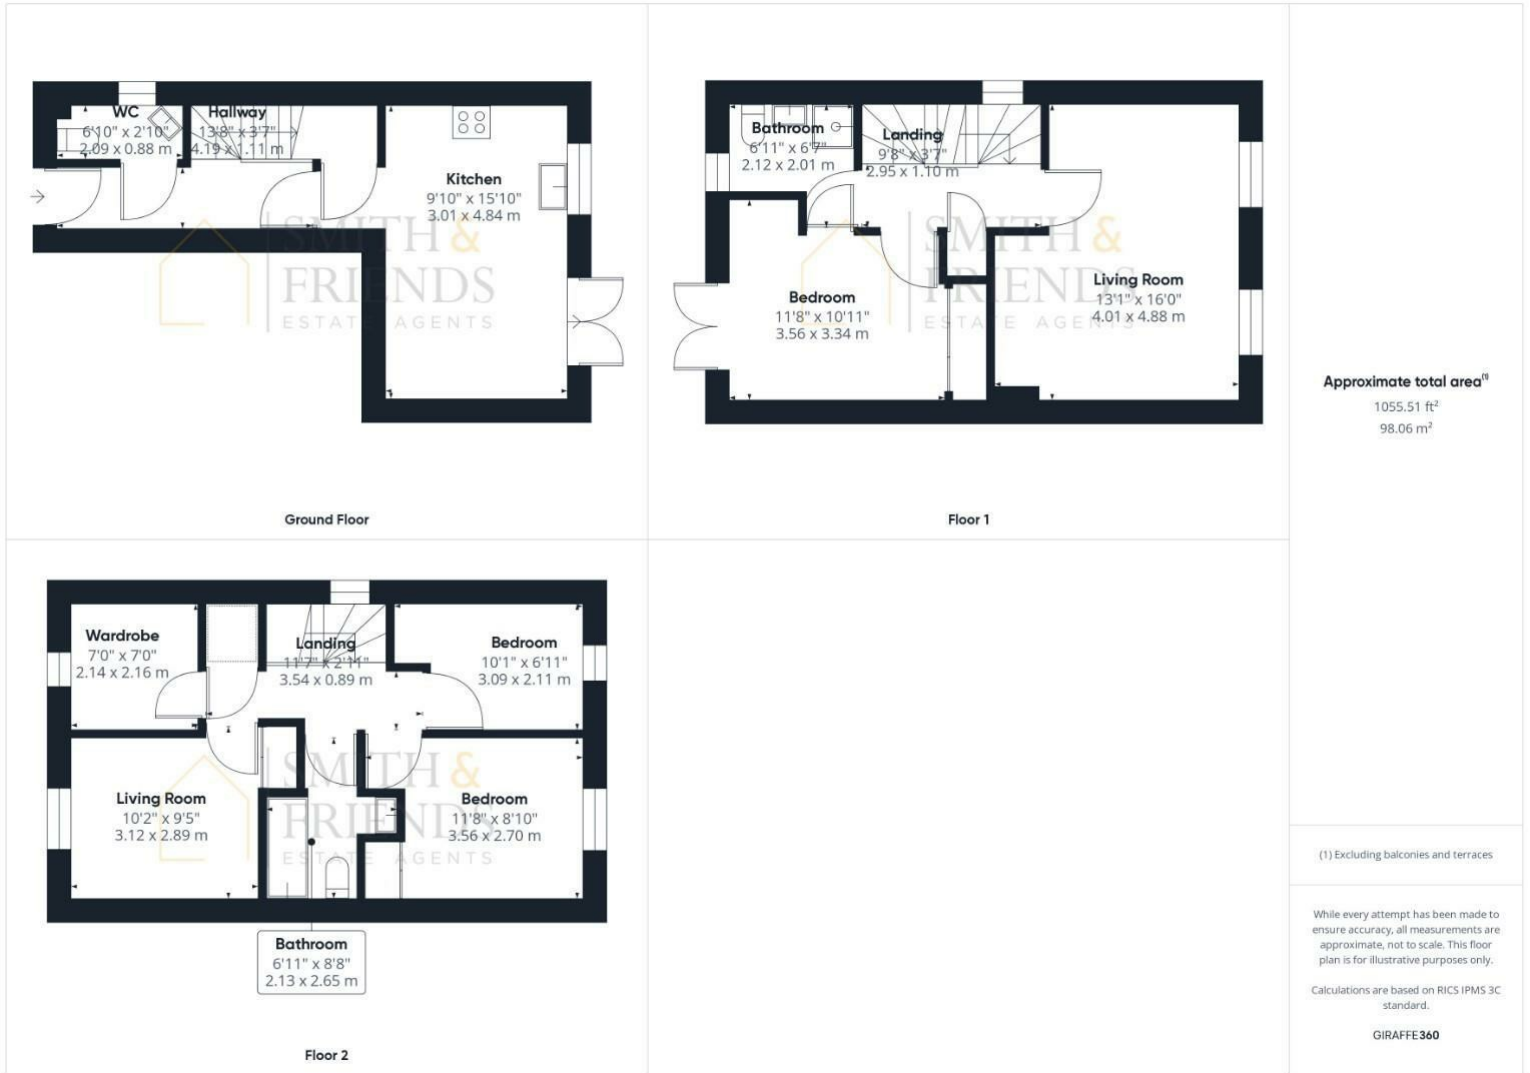 WC
6'10" x 2'10"
2.09 x 0.88 m
Hallway
13'8" x 3'7"
4.19 x 1.11 m
Kitchen
9'10" x 15'10"
3.01 x 4.84 m
SMITH &
FRIENDS
ESTATE AGENTS
Ground Floor
Bathroom
6'11" x 6'7"
2.12 x 2.01 m
Landing
9'8" x 3'7"
2.95 x 1.10 m
Bedroom
11'8" x 10'11"
3.56 x 3.34 m
Living Room
13'1" x 16'0"
4.01 x 4.88 m
SMITH &
FRIENDS
ESTATE AGENTS
Floor 1
Approximate total area(1)
1055.51 ft²
98.06 m²
Wardrobe
7'0" x 7'0"
2.14 x 2.16 m
Landing
11'7" x 2'11"
3.54 x 0.89 m
Bedroom
10'1" x 6'11"
3.09 x 2.11 m
Living Room
10'2" x 9'5"
3.12 x 2.89 m
Bedroom
11'8" x 8'10"
3.56 x 2.70 m
SMITH &
FRIENDS
ESTATE AGENTS
Bathroom
6'11" x 8'8"
2.13 x 2.65 m
Floor 2
(1) Excluding balconies and terraces
While every attempt has been made to
ensure accuracy, all measurements are
approximate, not to scale. This floor
plan is for illustrative purposes only.
Calculations are based on RICS IPMS 3C
standard.
GIRAFFE360